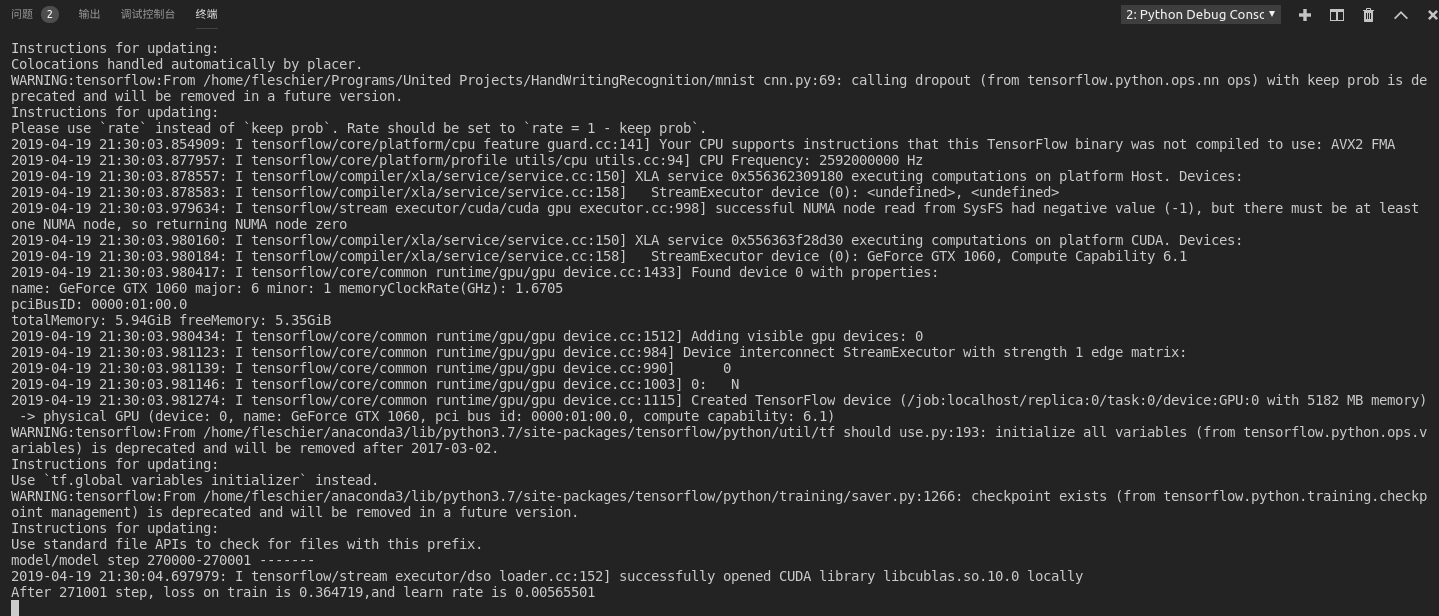 问题 2 输出 调试控制台 终端 2: Python Debug Consc
Instructions for updating:
Colocations handled automatically by placer.
WARNING:tensorflow:From /home/fleschier/Programs/United Projects/HandWritingRecognition/mnist cnn.py:69: calling dropout (from tensorflow.python.ops.nn ops) with keep prob is de
precated and will be removed in a future version.
Instructions for updating:
Please use `rate` instead of `keep prob`. Rate should be set to `rate = 1 - keep prob`.
2019-04-19 21:30:03.854909: I tensorflow/core/platform/cpu feature guard.cc:141] Your CPU supports instructions that this TensorFlow binary was not compiled to use: AVX2 FMA
2019-04-19 21:30:03.877957: I tensorflow/core/platform/profile utils/cpu utils.cc:94] CPU Frequency: 2592000000 Hz
2019-04-19 21:30:03.878557: I tensorflow/compiler/xla/service/service.cc:150] XLA service 0x556362309180 executing computations on platform Host. Devices:
2019-04-19 21:30:03.878583: I tensorflow/compiler/xla/service/service.cc:158]   StreamExecutor device (0): <undefined>, <undefined>
2019-04-19 21:30:03.979634: I tensorflow/stream executor/cuda/cuda gpu executor.cc:998] successful NUMA node read from SysFS had negative value (-1), but there must be at least
one NUMA node, so returning NUMA node zero
2019-04-19 21:30:03.980160: I tensorflow/compiler/xla/service/service.cc:150] XLA service 0x556363f28d30 executing computations on platform CUDA. Devices:
2019-04-19 21:30:03.980184: I tensorflow/compiler/xla/service/service.cc:158]   StreamExecutor device (0): GeForce GTX 1060, Compute Capability 6.1
2019-04-19 21:30:03.980417: I tensorflow/core/common runtime/gpu/gpu device.cc:1433] Found device 0 with properties:
name: GeForce GTX 1060 major: 6 minor: 1 memoryClockRate(GHz): 1.6705
pciBusID: 0000:01:00.0
totalMemory: 5.94GiB freeMemory: 5.35GiB
2019-04-19 21:30:03.980434: I tensorflow/core/common runtime/gpu/gpu device.cc:1512] Adding visible gpu devices: 0
2019-04-19 21:30:03.981123: I tensorflow/core/common runtime/gpu/gpu device.cc:984] Device interconnect StreamExecutor with strength 1 edge matrix:
2019-04-19 21:30:03.981139: I tensorflow/core/common runtime/gpu/gpu device.cc:990]      0
2019-04-19 21:30:03.981146: I tensorflow/core/common runtime/gpu/gpu device.cc:1003] 0:   N
2019-04-19 21:30:03.981274: I tensorflow/core/common runtime/gpu/gpu device.cc:1115] Created TensorFlow device (/job:localhost/replica:0/task:0/device:GPU:0 with 5182 MB memory)
-> physical GPU (device: 0, name: GeForce GTX 1060, pci bus id: 0000:01:00.0, compute capability: 6.1)
WARNING:tensorflow:From /home/fleschier/anaconda3/lib/python3.7/site-packages/tensorflow/python/util/tf should use.py:193: initialize all variables (from tensorflow.python.ops.v
ariables) is deprecated and will be removed after 2017-03-02.
Instructions for updating:
Use `tf.global variables initializer` instead.
WARNING:tensorflow:From /home/fleschier/anaconda3/lib/python3.7/site-packages/tensorflow/python/training/saver.py:1266: checkpoint exists (from tensorflow.python.training.checkp
oint management) is deprecated and will be removed in a future version.
Instructions for updating:
Use standard file APIs to check for files with this prefix.
model/model step 270000-270001 -------
2019-04-19 21:30:04.697979: I tensorflow/stream executor/dso loader.cc:152] successfully opened CUDA library libcublas.so.10.0 locally
After 271001 step, loss on train is 0.364719,and learn rate is 0.00565501